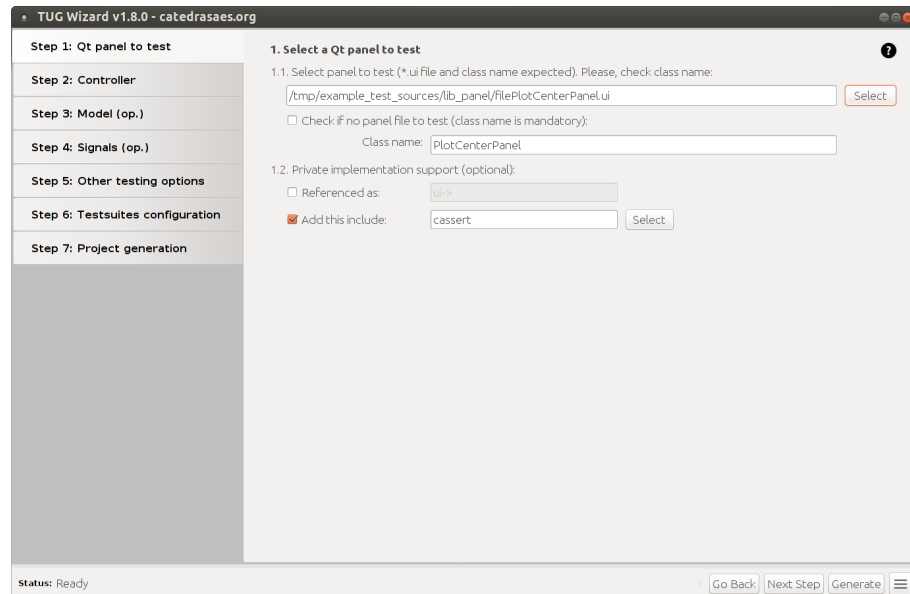 TUG Wizard v1.8.0 - catedrasaes.org
Step 1: Qt panel to test
Step 2: Controller
Step 3: Model (op.)
Step 4: Signals (op.)
Step 5: Other testing options
Step 6: Testsuites configuration
Step 7: Project generation
1. Select a Qt panel to test
?
1.1. Select panel to test (*.ui file and class name expected). Please, check class name:
/tmp/example_test_sources/lib_panel/filePlotCenterPanel.ui Select
Check if no panel file to test (class name is mandatory):
Class name: PlotCenterPanel
1.2. Private implementation support (optional):
Referenced as: ui->
Add this include: cassert Select
Status: Ready Go Back Next Step Generate